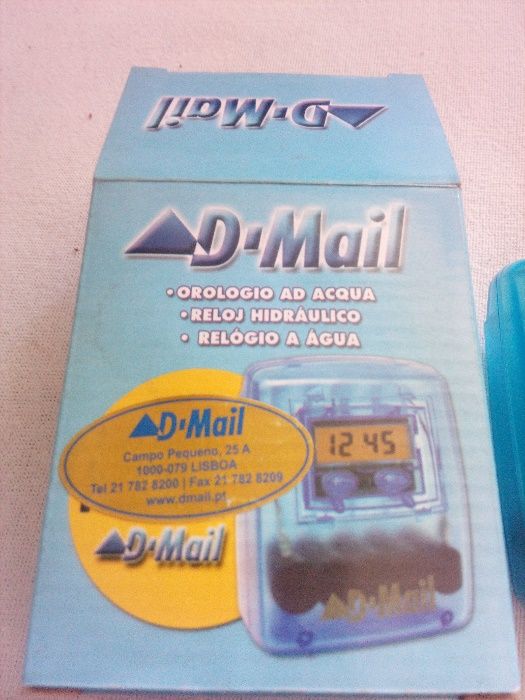 D-Mail
D-Mail
• OROLOGIO AD ACQUA
• RELOJ HIDRÁULICO
• RELÓGIO A ÁGUA
12 45
D-Mail
Campo Pequeno, 25 A
1000-079 LISBOA
Tel 21 782 8200 | Fax 21 782 8209
www.dmail.pt
D-Mail
D-Mail